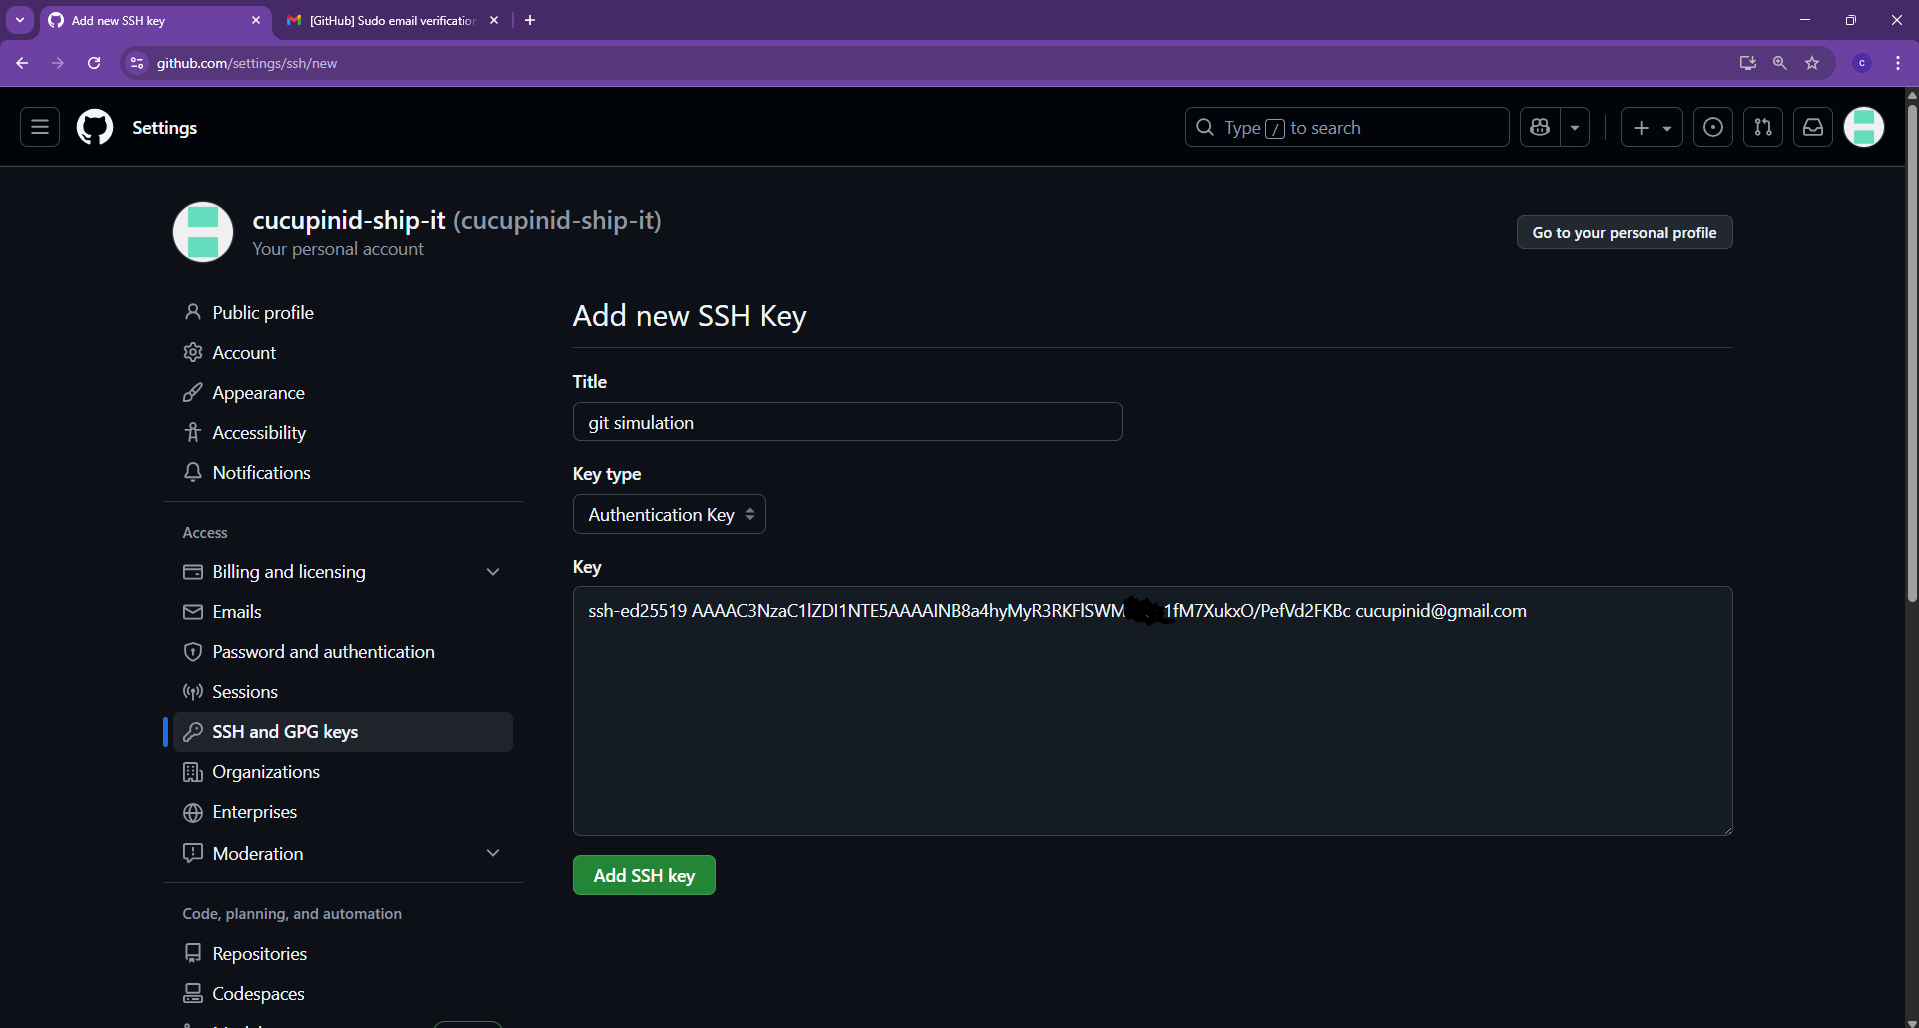 Add new SSH key
[GitHub] Sudo email verification
github.com/settings/ssh/new
c
Settings
Type / to search
cucupinid-ship-it (cucupinid-ship-it)
Your personal account
Go to your personal profile
Public profile
Account
Appearance
Accessibility
Notifications
Access
Billing and licensing
Emails
Password and authentication
Sessions
SSH and GPG keys
Organizations
Enterprises
Moderation
Code, planning, and automation
Repositories
Codespaces
Add new SSH Key
Title
git simulation
Key type
Authentication Key
Key
ssh-ed25519 AAAAC3NzaC1lZDI1NTE5AAAAINB8a4hyMyR3RKFlSWM 1fM7XukxO/PefVd2FKBc cucupinid@gmail.com
Add SSH key